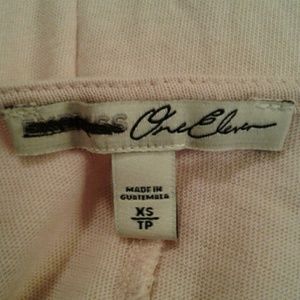 One Eleven
MADE IN
GUATEMALA
XS
TP